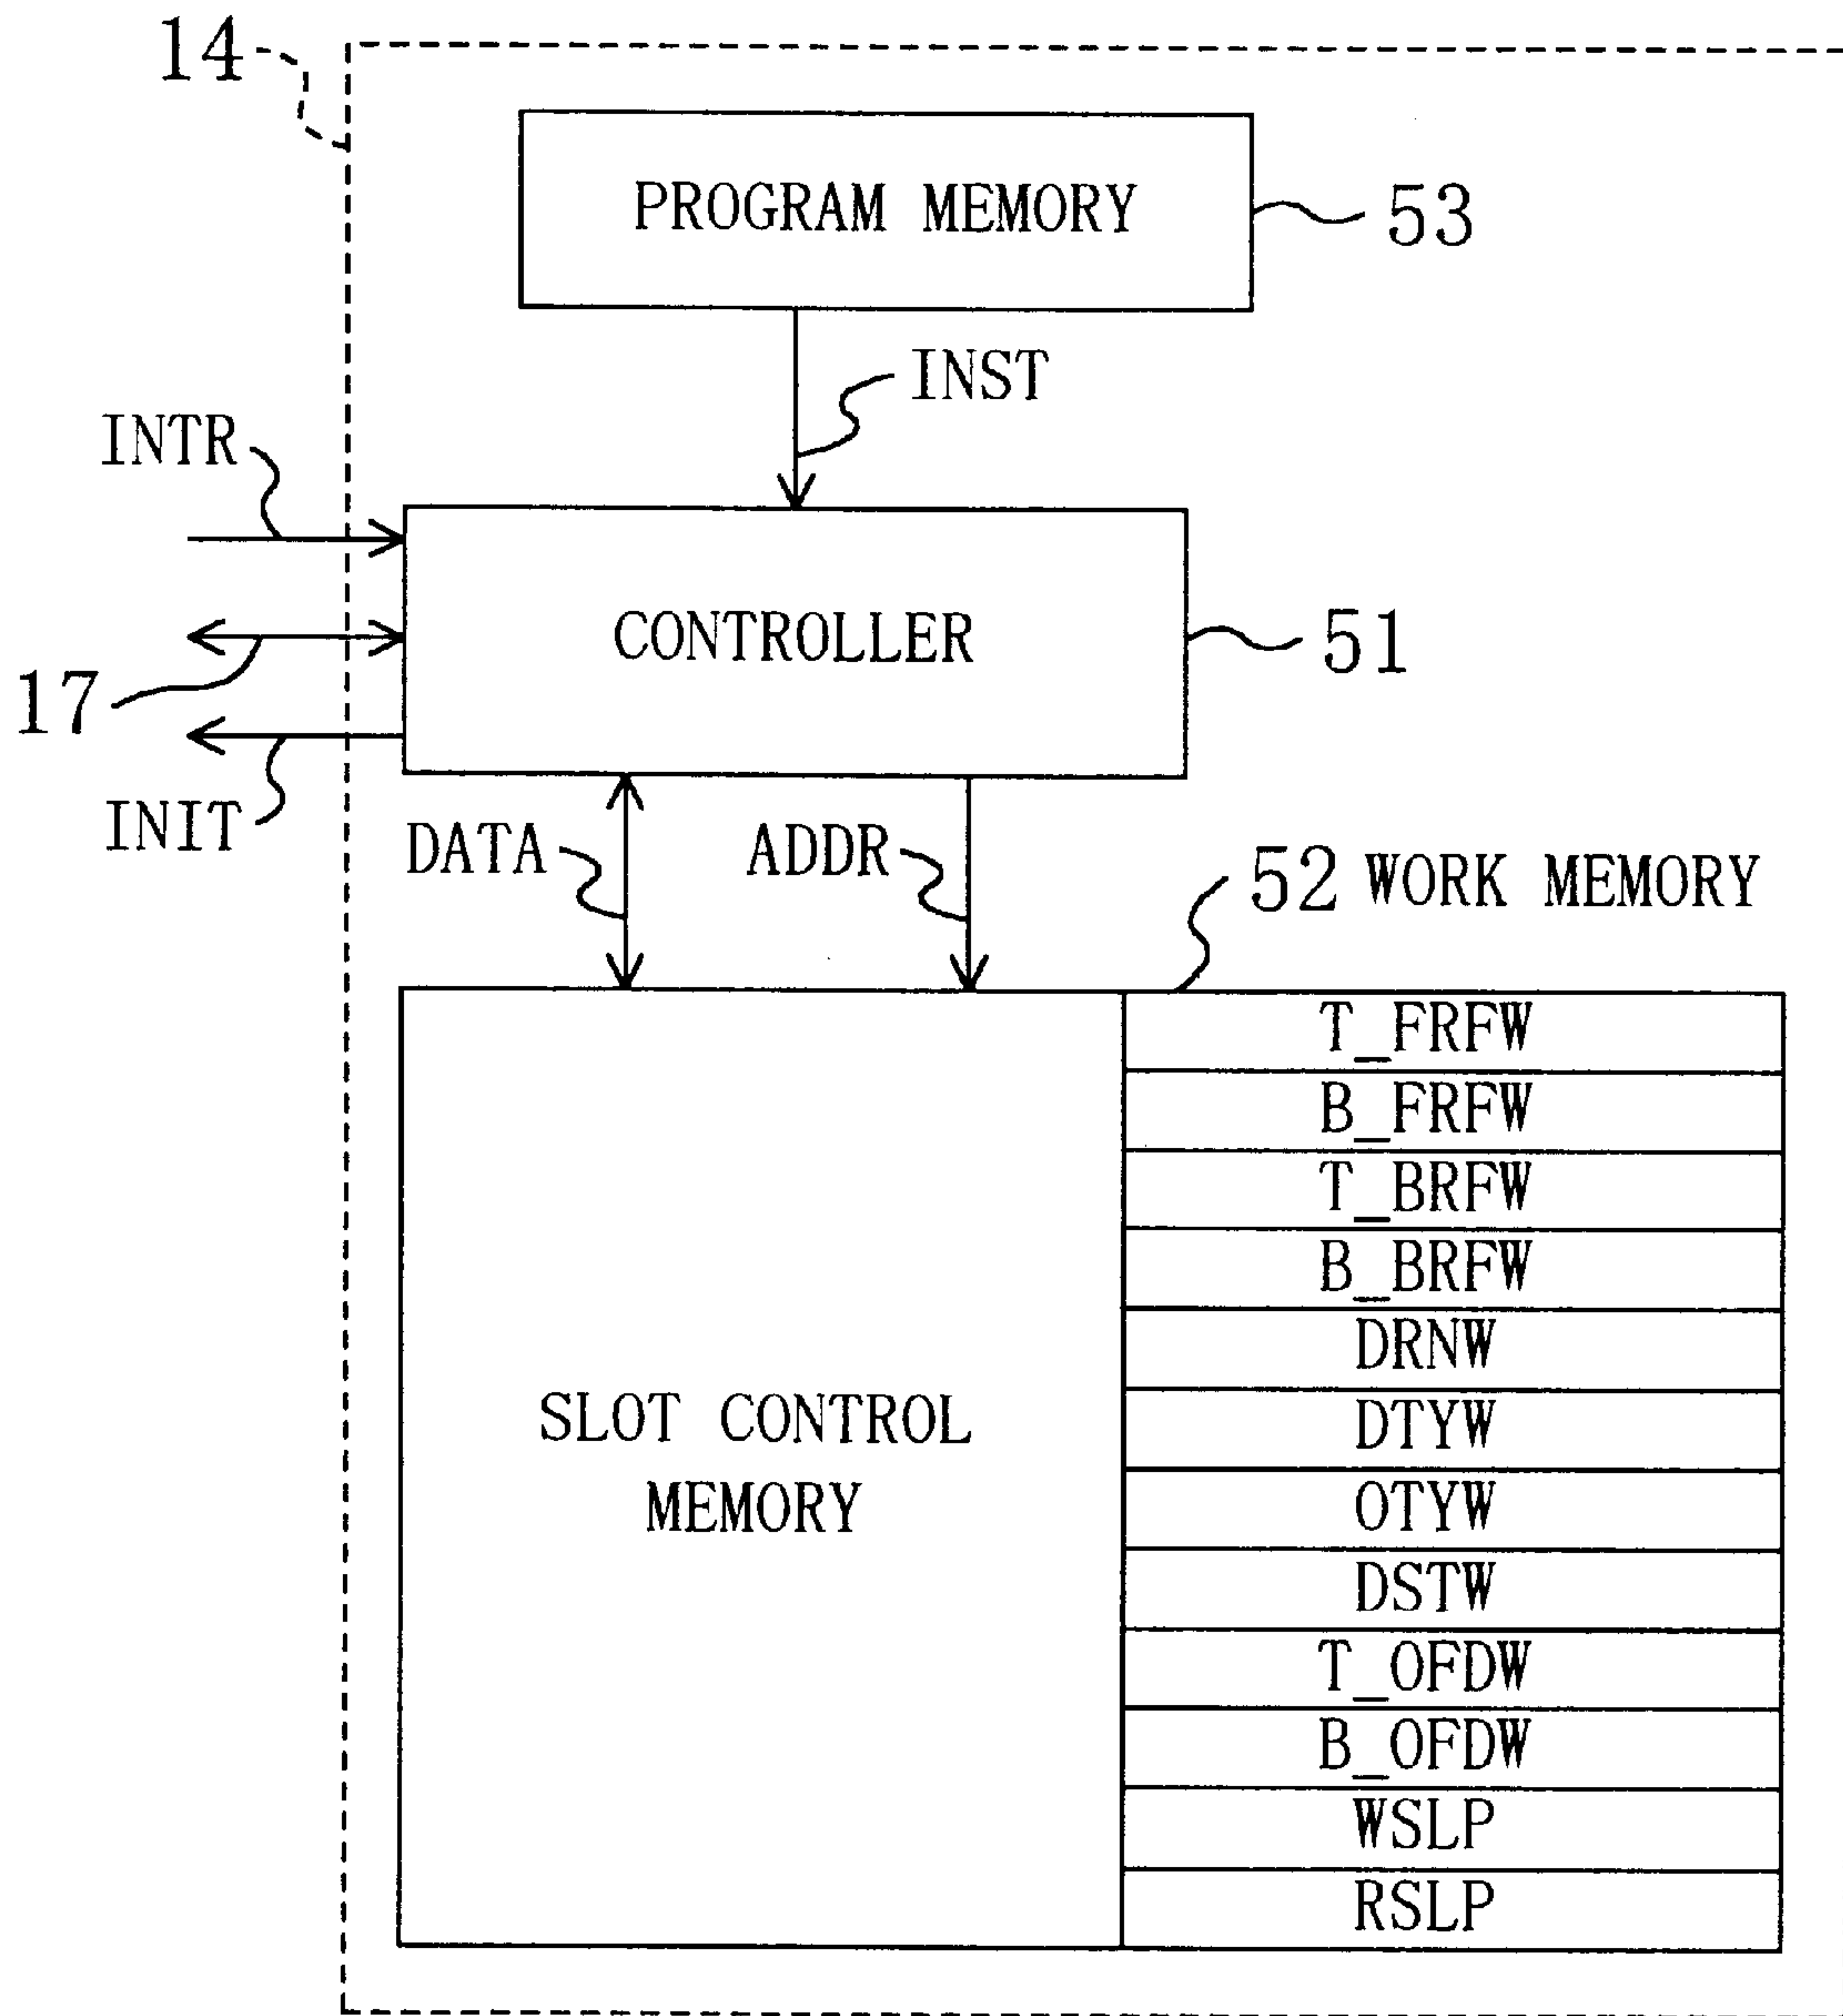 14
PROGRAM MEMORY
53
INST
INTR
CONTROLLER
51
17
INIT
DATA
ADDR
52 WORK MEMORY
T_FRFW
B_FRFW
T_BRFW
B_BRFW
DRNW
DTYW
OTYW
DSTW
T_OFDW
B_OFDW
WSLP
RSLP
SLOT CONTROL
MEMORY